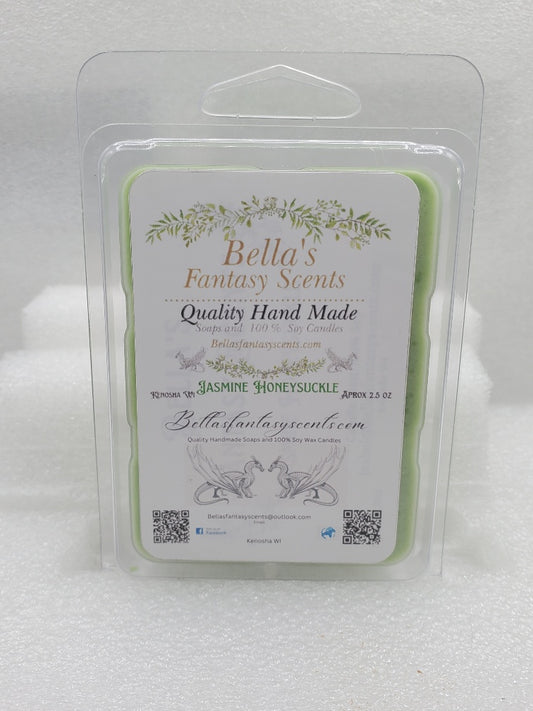 Bella's
Fantasy Scents
Quality Hand Made
Soaps and 100% Soy Candles
Bellasfantasyscents.com
Jasmine Honeysuckle
Kenosha WI
Aprox 2.5 oz
Bellasfantasyscents.com
Quality Handmade Soaps and 100% Soy Wax Candles
Bellasfantasyscents@outlook.com
Email
Facebook
Kenosha WI